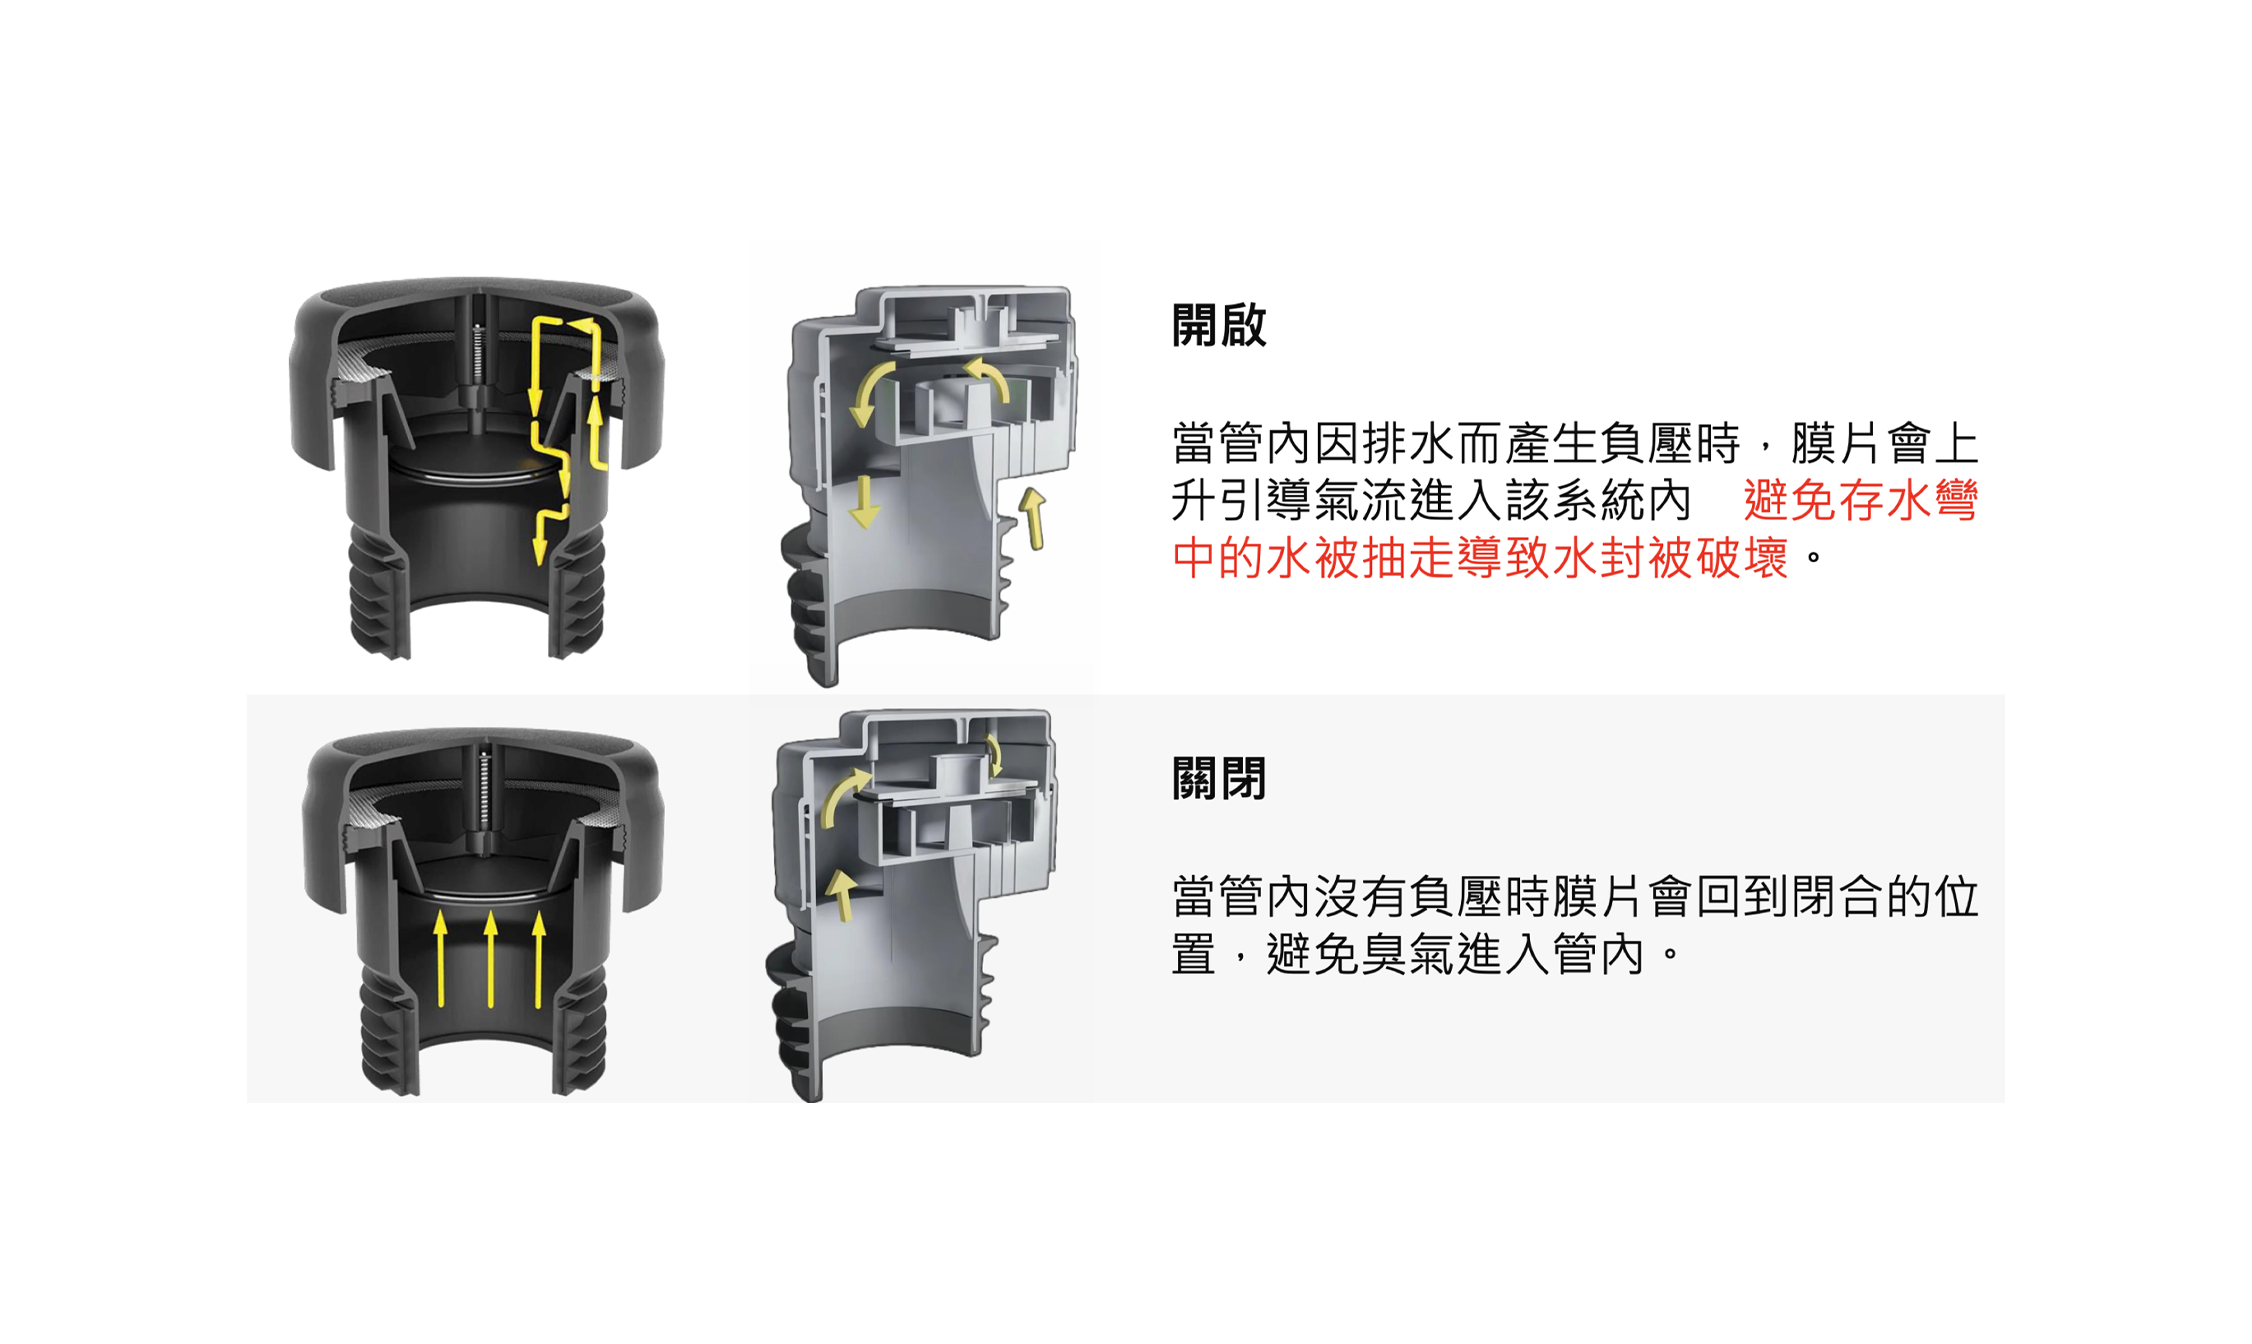 開啟
當管內因排水而產生負壓時，膜片會上
升引導氣流進入該系統內　避免存水彎
中的水被抽走導致水封被破壞。
關閉
當管內沒有負壓時膜片會回到閉合的位
置，避免臭氣進入管內。